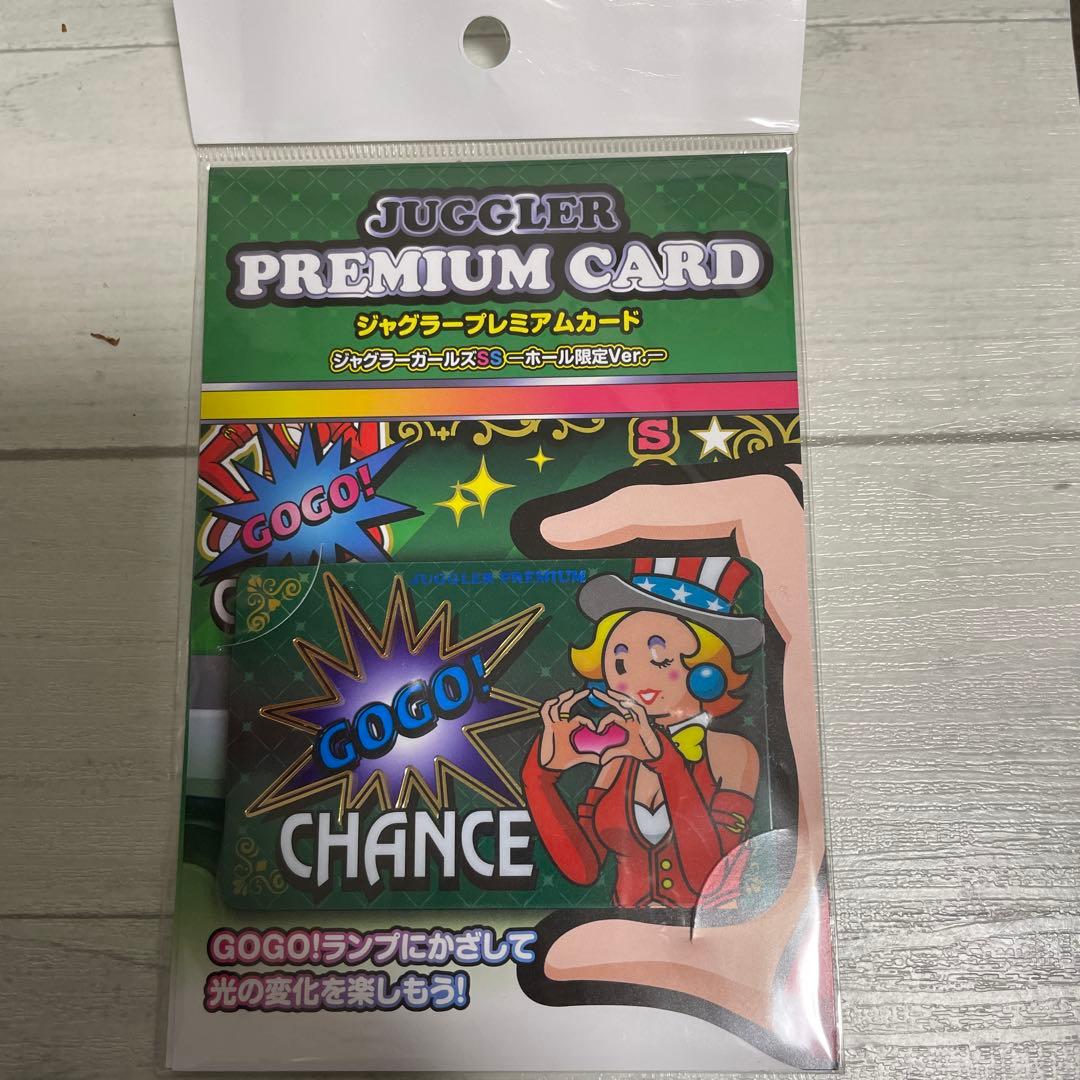 JUGGLER
PREMIUM CARD
ジャグラープレミアムカード
ジャグラーガールズSS ―ホール限定Ver.―
S
GOGO!
C
JUGGLER PREMIUM
GOGO!
CHANCE
GOGO!ランプにかざして
光の変化を楽しもう!